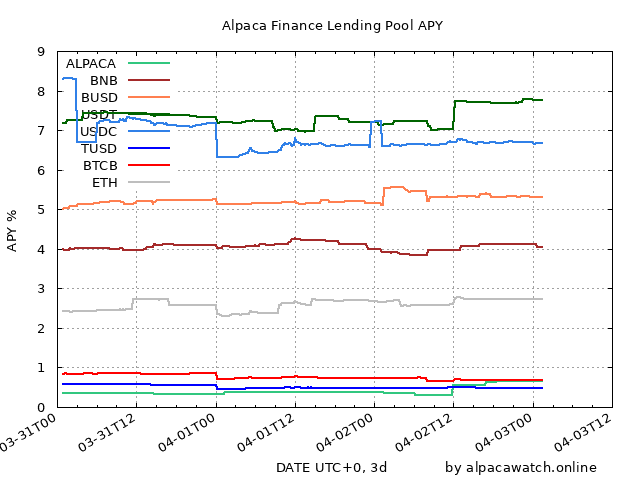 Alpaca Finance Lending Pool APY
9
8
7
6
5
4
3
2
1
0
APY %
ALPACA
BNB
BUSD
USDT
USDC
TUSD
BTCB
ETH
03-31T00
03-31T12
04-01T00
04-01T12
04-02T00
04-02T12
04-03T00
04-03T12
DATE UTC+0, 3d
by alpacawatch.online